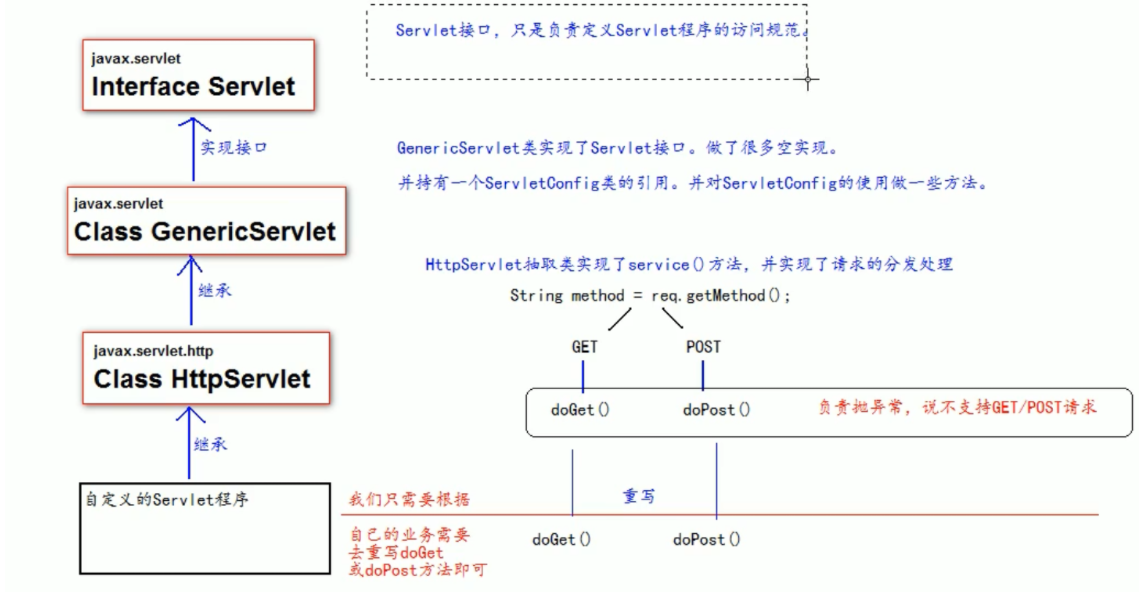 Servlet接口，只是负责定义Servlet程序的访问规范。
javax.servlet
Interface Servlet
实现接口
GenericServlet类实现了Servlet接口。做了很多空实现。
并持有一个ServletConfig类的引用。并对ServletConfig的使用做一些方法。
javax.servlet
Class GenericServlet
继承
HttpServlet抽取类实现了service()方法，并实现了请求的分发处理
String method = req.getMethod();
GET POST
javax.servlet.http
Class HttpServlet
doGet() doPost() 负责抛异常，说不支持GET/POST请求
继承
自定义的Servlet程序
我们只需要根据
重写
自己的业务需要
去重写doGet
或doPost方法即可
doGet() doPost()